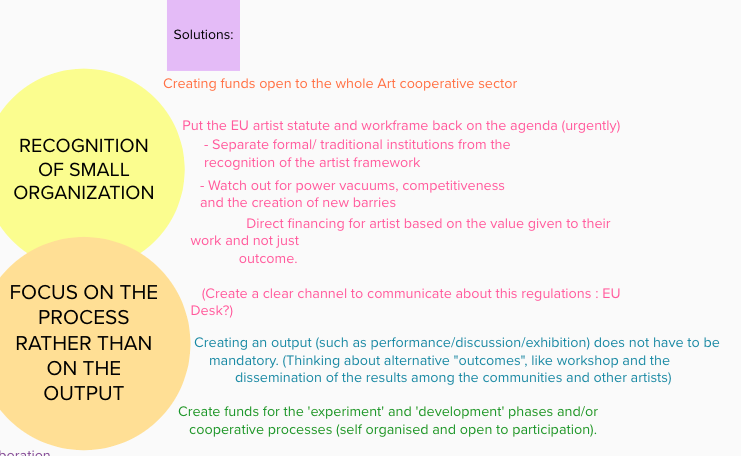 Solutions:
Creating funds open to the whole Art cooperative sector
RECOGNITION
OF SMALL
ORGANIZATION
Put the EU artist statute and workframe back on the agenda (urgently)
- Separate formal/ traditional institutions from the
recognition of the artist framework
- Watch out for power vacuums, competitiveness
and the creation of new barries
Direct financing for artist based on the value given to their
work and not just
outcome.
(Create a clear channel to communicate about this regulations : EU
Desk?)
FOCUS ON THE
PROCESS
RATHER THAN
ON THE
OUTPUT
Creating an output (such as performance/discussion/exhibition) does not have to be
mandatory. (Thinking about alternative "outcomes", like workshop and the
dissemination of the results among the communities and other artists)
Create funds for the 'experiment' and 'development' phases and/or
cooperative processes (self organised and open to participation).